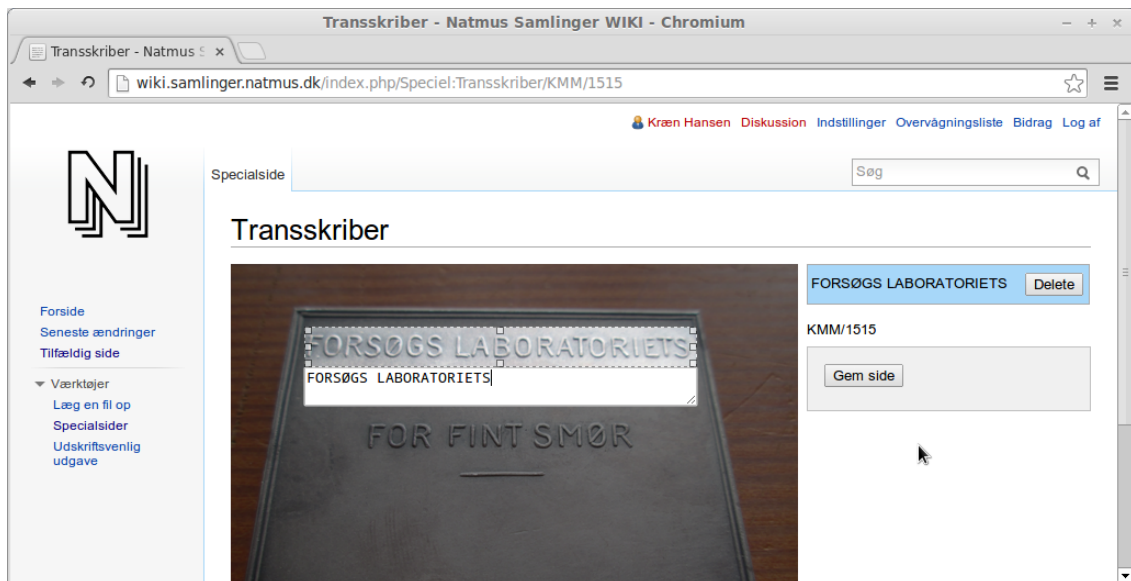 Transskriber - Natmus Samlinger WIKI - Chromium
Transskriber - Natmus S
wiki.samlinger.natmus.dk/index.php/Speciel:Transskriber/KMM/1515
Kræn Hansen Diskussion Indstillinger Overvågningsliste Bidrag Log af
N
Specialside
Søg
Transskriber
Forside
Seneste ændringer
Tilfældig side
Værktøjer
Læg en fil op
Specialsider
Udskriftsvenlig
udgave
FORSØGS LABORATORIETS
FORSØGS LABORATORIETS
FOR FINT SMØR
FORSØGS LABORATORIETS Delete
KMM/1515
Gem side